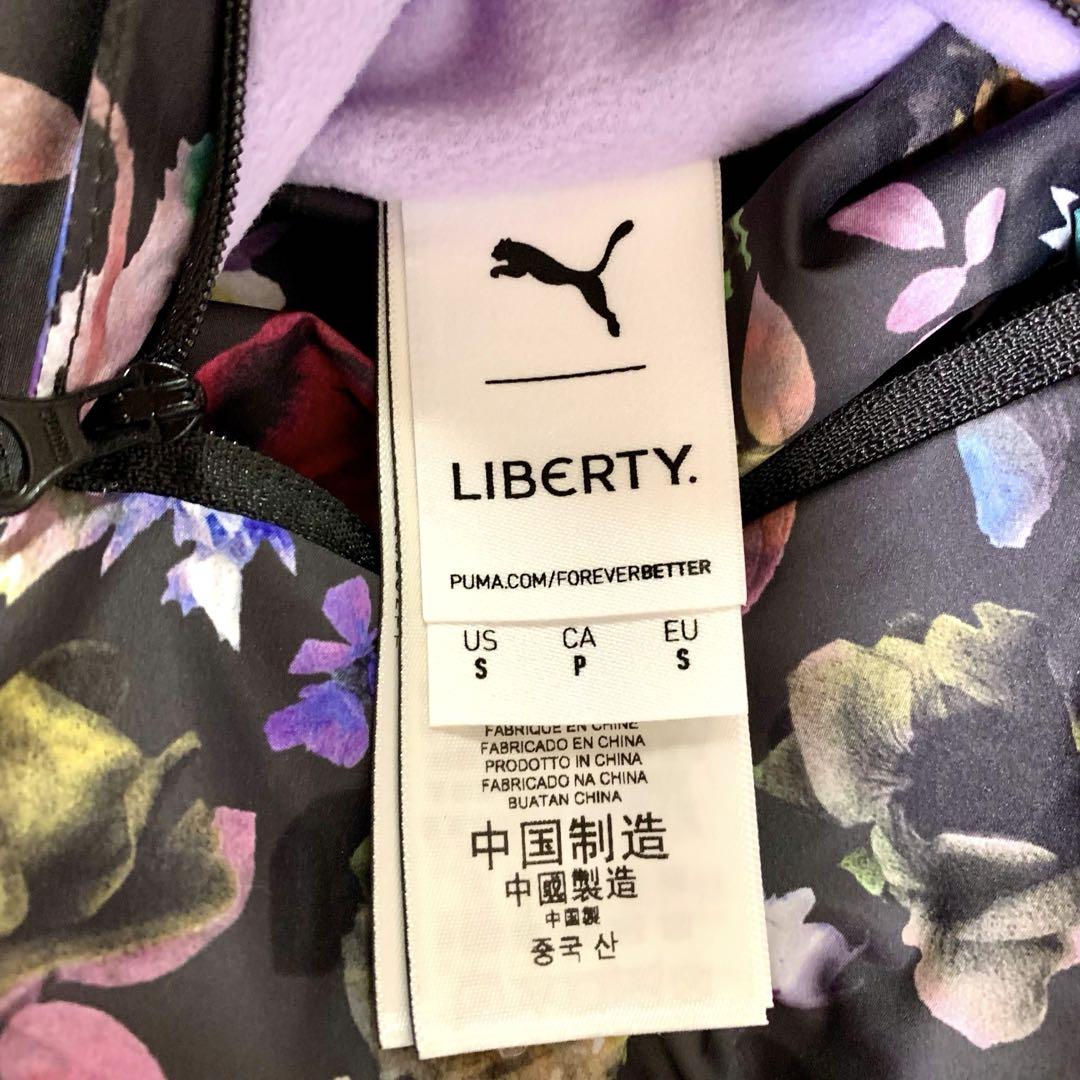 LIBERTY.
PUMA.COM/FOREVERBETTER
US CA EU
S P S
FABRIQUÉ EN CHINE
FABRICADO EN CHINA
PRODOTTO IN CHINA
FABRICADO NA CHINA
BUATAN CHINA
中国制造
中國製造
中国製
중국 산